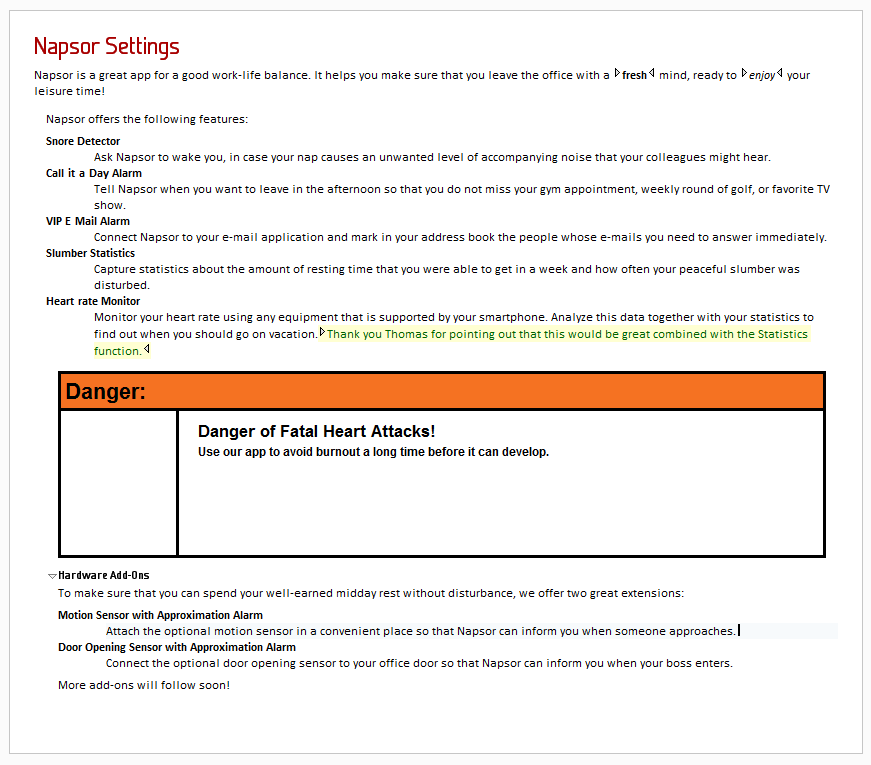 Napsor Settings
Napsor is a great app for a good work-life balance. It helps you make sure that you leave the office with a fresh mind, ready to enjoy your
leisure time!
Napsor offers the following features:
Snore Detector
Ask Napsor to wake you, in case your nap causes an unwanted level of accompanying noise that your colleagues might hear.
Call it a Day Alarm
Tell Napsor when you want to leave in the afternoon so that you do not miss your gym appointment, weekly round of golf, or favorite TV
show.
VIP E Mail Alarm
Connect Napsor to your e-mail application and mark in your address book the people whose e-mails you need to answer immediately.
Slumber Statistics
Capture statistics about the amount of resting time that you were able to get in a week and how often your peaceful slumber was
disturbed.
Heart rate Monitor
Monitor your heart rate using any equipment that is supported by your smartphone. Analyze this data together with your statistics to
find out when you should go on vacation. Thank you Thomas for pointing out that this would be great combined with the Statistics
function.
Danger:
Danger of Fatal Heart Attacks!
Use our app to avoid burnout a long time before it can develop.
Hardware Add-Ons
To make sure that you can spend your well-earned midday rest without disturbance, we offer two great extensions:
Motion Sensor with Approximation Alarm
Attach the optional motion sensor in a convenient place so that Napsor can inform you when someone approaches.
Door Opening Sensor with Approximation Alarm
Connect the optional door opening sensor to your office door so that Napsor can inform you when your boss enters.
More add-ons will follow soon!